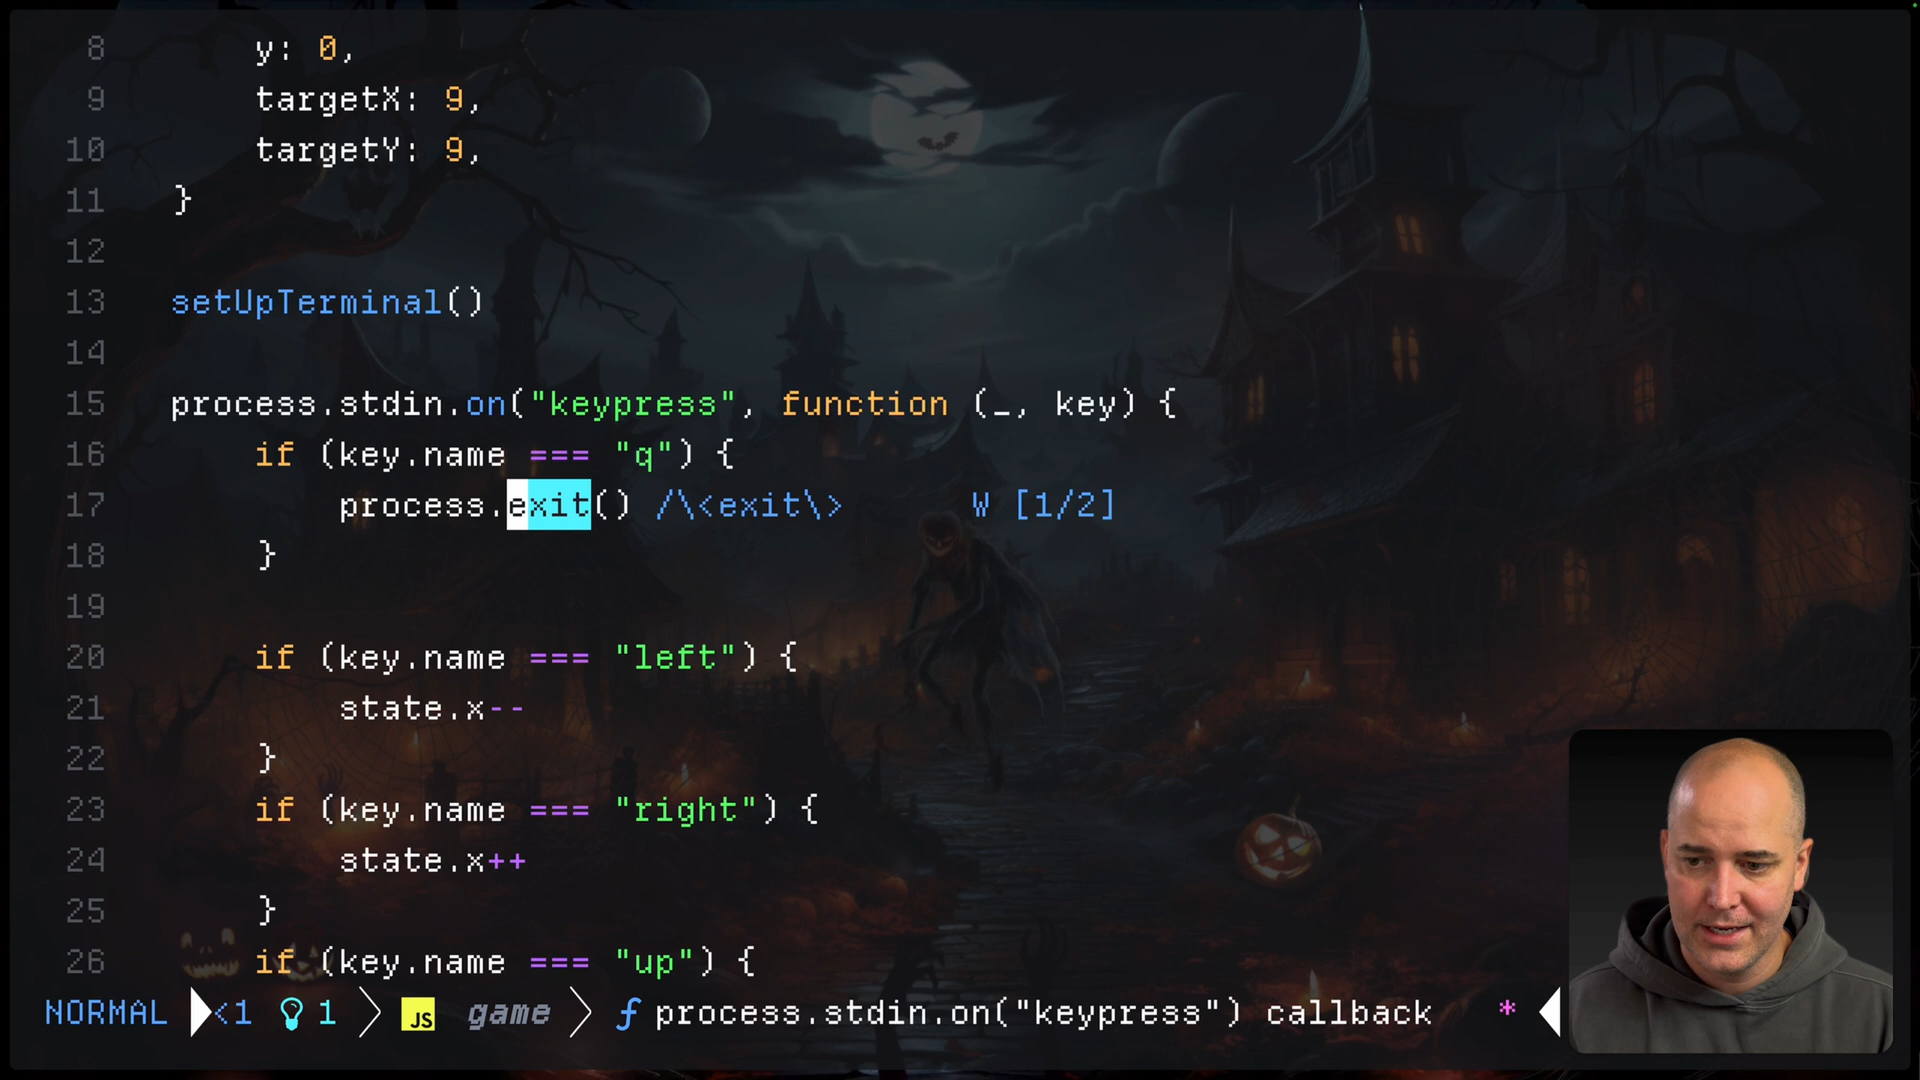 8 y: 0,
9 targetX: 9,
10 targetY: 9,
11 }
12
13 setUpTerminal()
14
15 process.stdin.on("keypress", function (_, key) {
16 if (key.name === "q") {
17 process.exit() /\<exit\> W [1/2]
18 }
19
20 if (key.name === "left") {
21 state.x--
22 }
23 if (key.name === "right") {
24 state.x++
25 }
26 if (key.name === "up") {
NORMAL <1 1 JS game f process.stdin.on("keypress") callback *